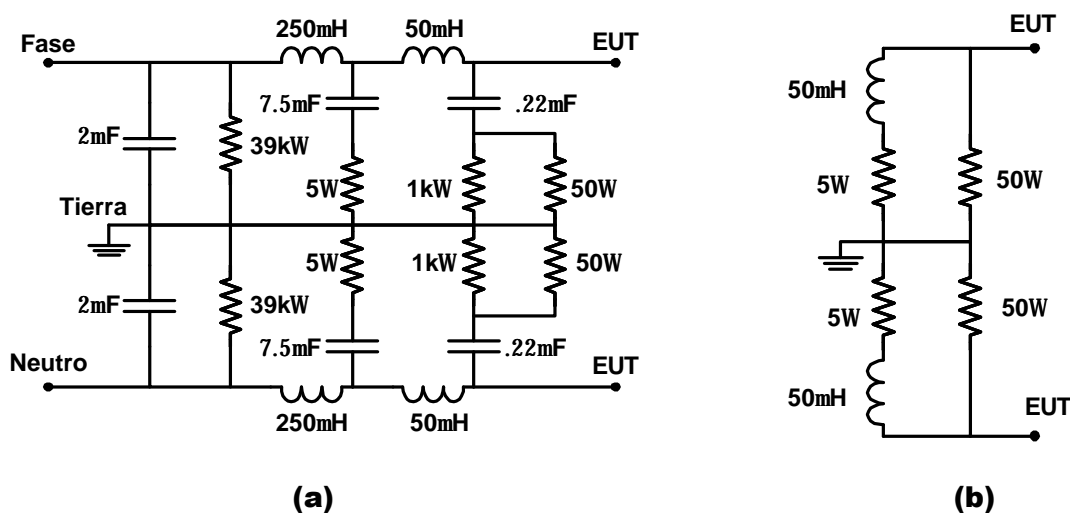 250mH
50mH
Fase
EUT
7.5mF
.22mF
2mF
39kW
5W
1kW
50W
Tierra
5W
1kW
50W
2mF
39kW
7.5mF
.22mF
Neutro
EUT
250mH
50mH
(a)
EUT
50mH
5W
50W
5W
50W
50mH
EUT
(b)